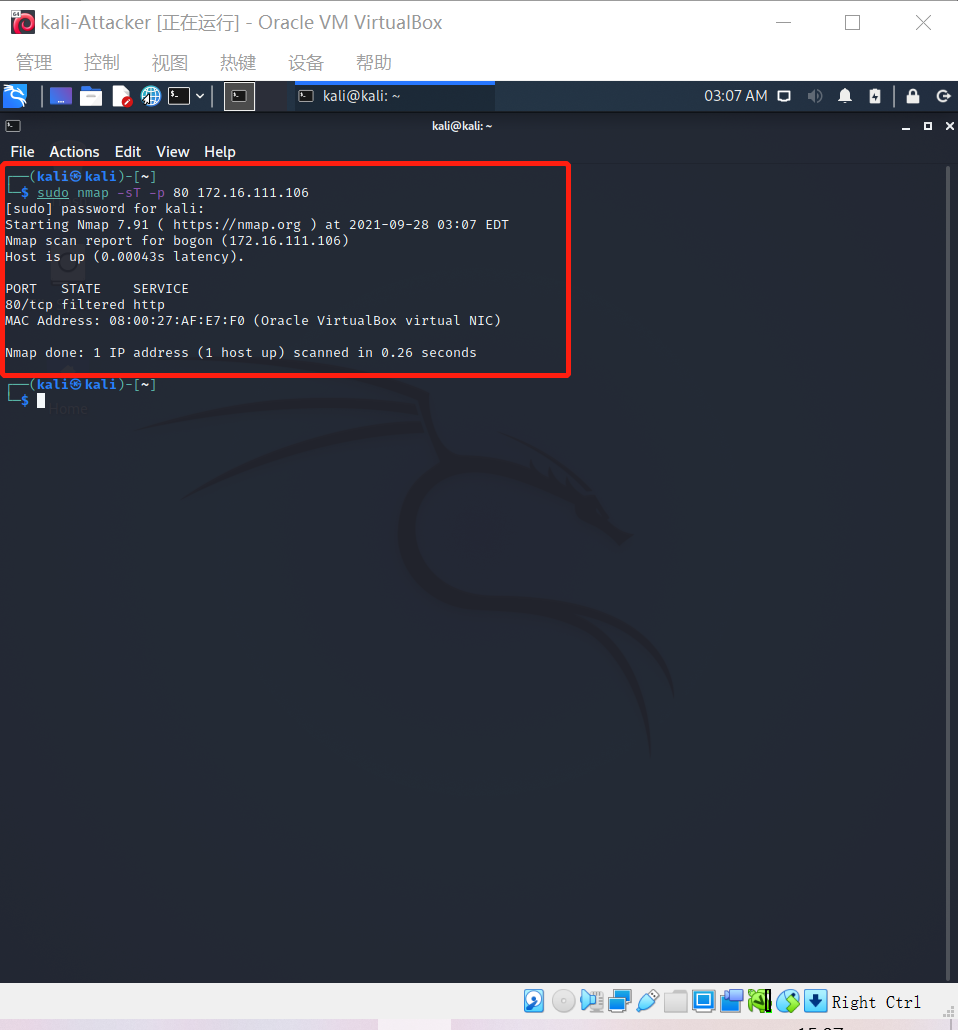 kali-Attacker [正在运行] - Oracle VM VirtualBox
管理 控制 视图 热键 设备 帮助
kali@kali: ~ 03:07 AM
kali@kali: ~
File Actions Edit View Help
┌──(kali㉿kali)-[~]
└─$ sudo nmap -sT -p 80 172.16.111.106
[sudo] password for kali:
Starting Nmap 7.91 ( https://nmap.org ) at 2021-09-28 03:07 EDT
Nmap scan report for bogon (172.16.111.106)
Host is up (0.00043s latency).
PORT   STATE    SERVICE
80/tcp filtered http
MAC Address: 08:00:27:AF:E7:F0 (Oracle VirtualBox virtual NIC)
Nmap done: 1 IP address (1 host up) scanned in 0.26 seconds
┌──(kali㉿kali)-[~]
└─$
Home
Right Ctrl